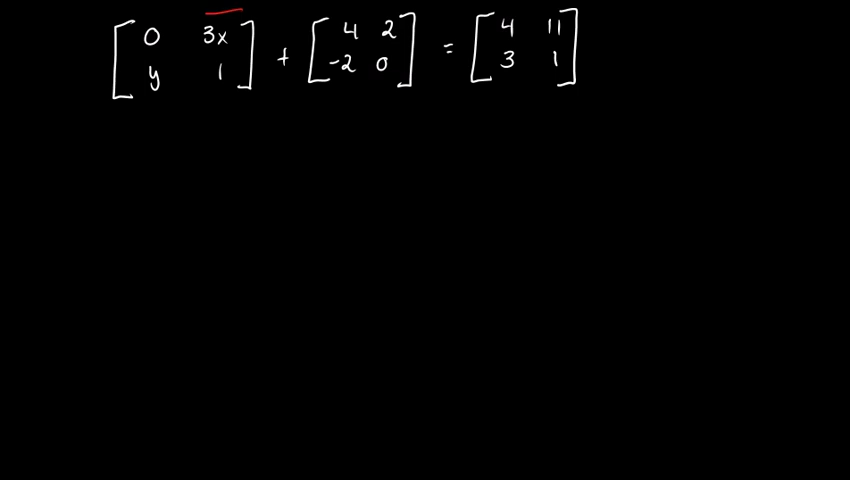 [ 0 3x ] + [ 4 2 ] = [ 4 11 ]
[ y 1 ] [ -2 0 ] [ 3 1 ]